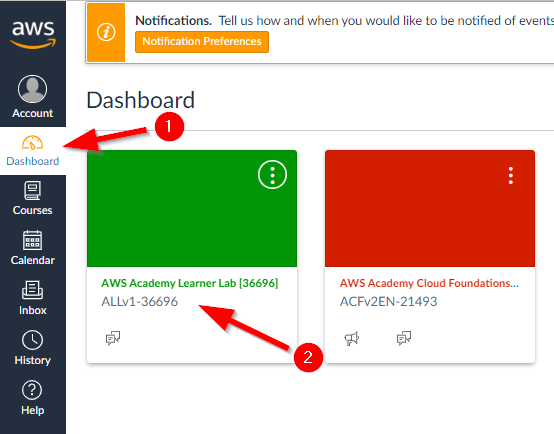 aws
Account
Dashboard
Courses
Calendar
Inbox
History
Help
Notifications. Tell us how and when you would like to be notified of events
Notification Preferences
Dashboard
1
AWS Academy Learner Lab [36696]
ALLv1-36696
2
AWS Academy Cloud Foundations...
ACFv2EN-21493